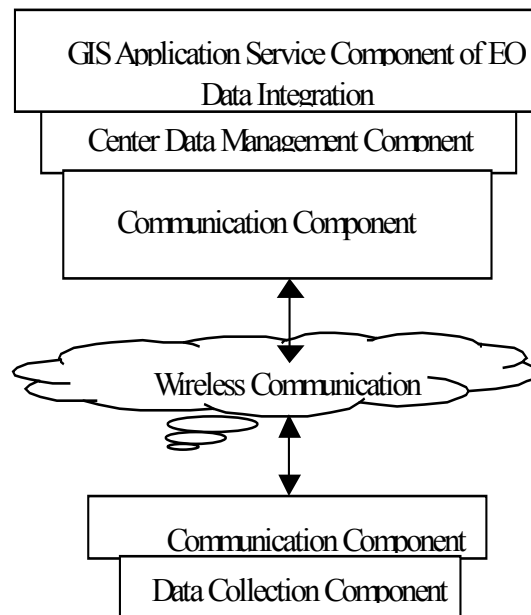 GIS Application Service Component of EO
Data Integration
Center Data Management Component
Communication Component
Wireless Communication
Communication Component
Data Collection Component